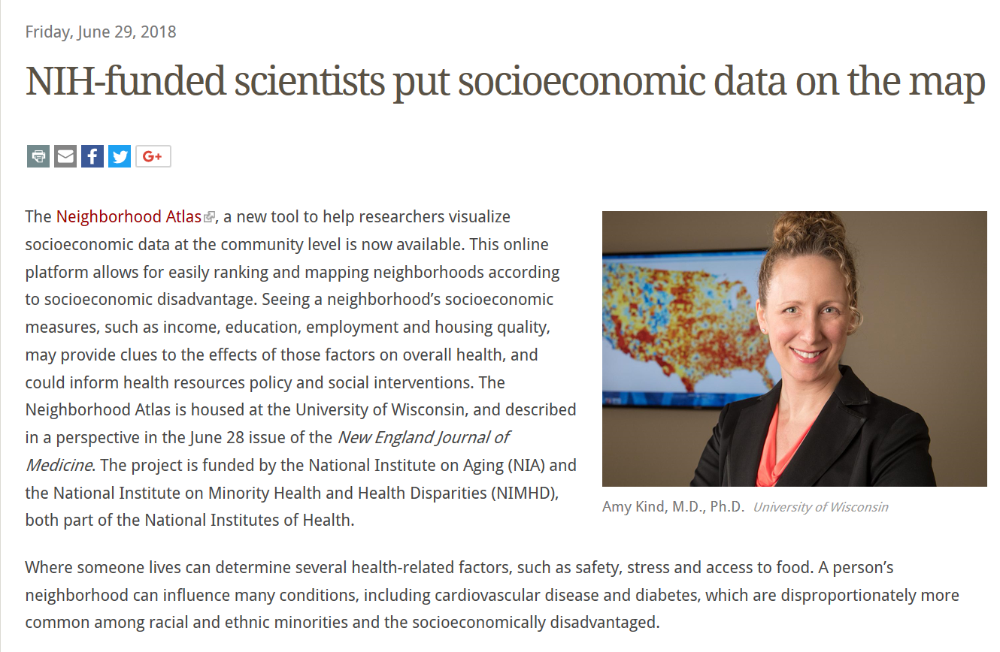 Friday, June 29, 2018
NIH-funded scientists put socioeconomic data on the map
G+
The Neighborhood Atlas, a new tool to help researchers visualize
socioeconomic data at the community level is now available. This online
platform allows for easily ranking and mapping neighborhoods according
to socioeconomic disadvantage. Seeing a neighborhood’s socioeconomic
measures, such as income, education, employment and housing quality,
may provide clues to the effects of those factors on overall health, and
could inform health resources policy and social interventions. The
Neighborhood Atlas is housed at the University of Wisconsin, and described
in a perspective in the June 28 issue of the New England Journal of
Medicine. The project is funded by the National Institute on Aging (NIA) and
the National Institute on Minority Health and Health Disparities (NIMHD),
both part of the National Institutes of Health.
Amy Kind, M.D., Ph.D. University of Wisconsin
Where someone lives can determine several health-related factors, such as safety, stress and access to food. A person’s
neighborhood can influence many conditions, including cardiovascular disease and diabetes, which are disproportionately more
common among racial and ethnic minorities and the socioeconomically disadvantaged.